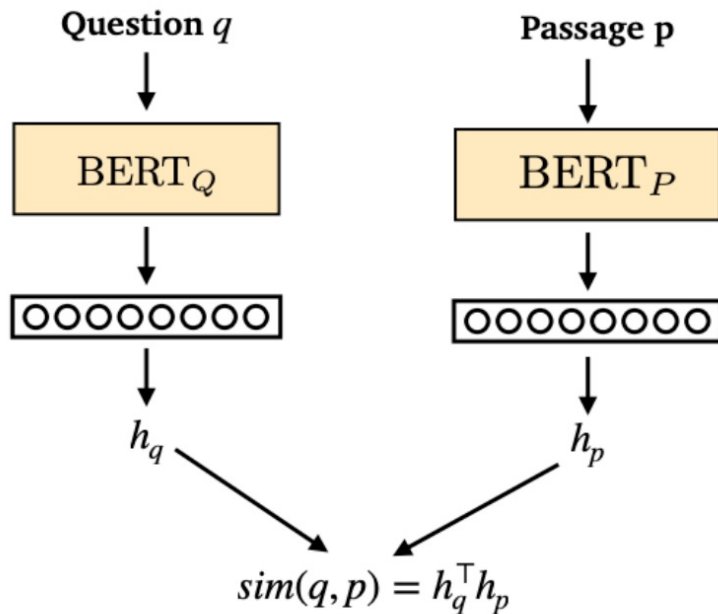 Question q
Passage p
BERT_Q
BERT_P
h_q
h_p
sim(q, p) = h_q^⊤ h_p